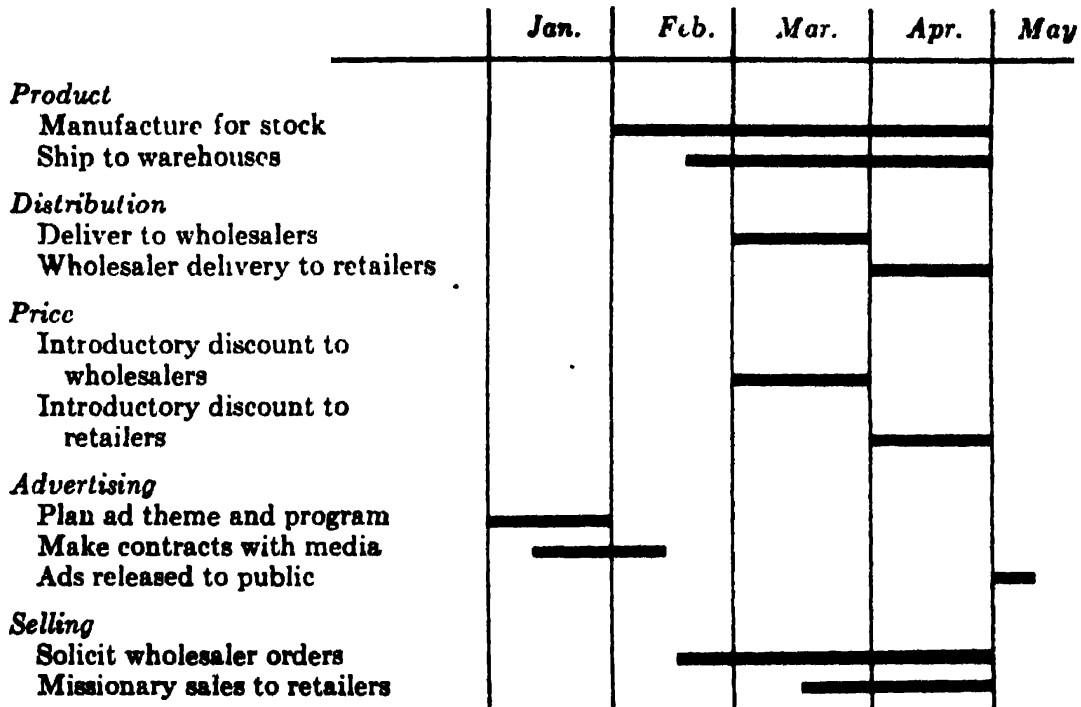 Jan. Feb. Mar. Apr. May
Product
Manufacture for stock
Ship to warehouses
Distribution
Deliver to wholesalers
Wholesaler delivery to retailers
Price
Introductory discount to
wholesalers
Introductory discount to
retailers
Advertising
Plan ad theme and program
Make contracts with media
Ads released to public
Selling
Solicit wholesaler orders
Missionary sales to retailers